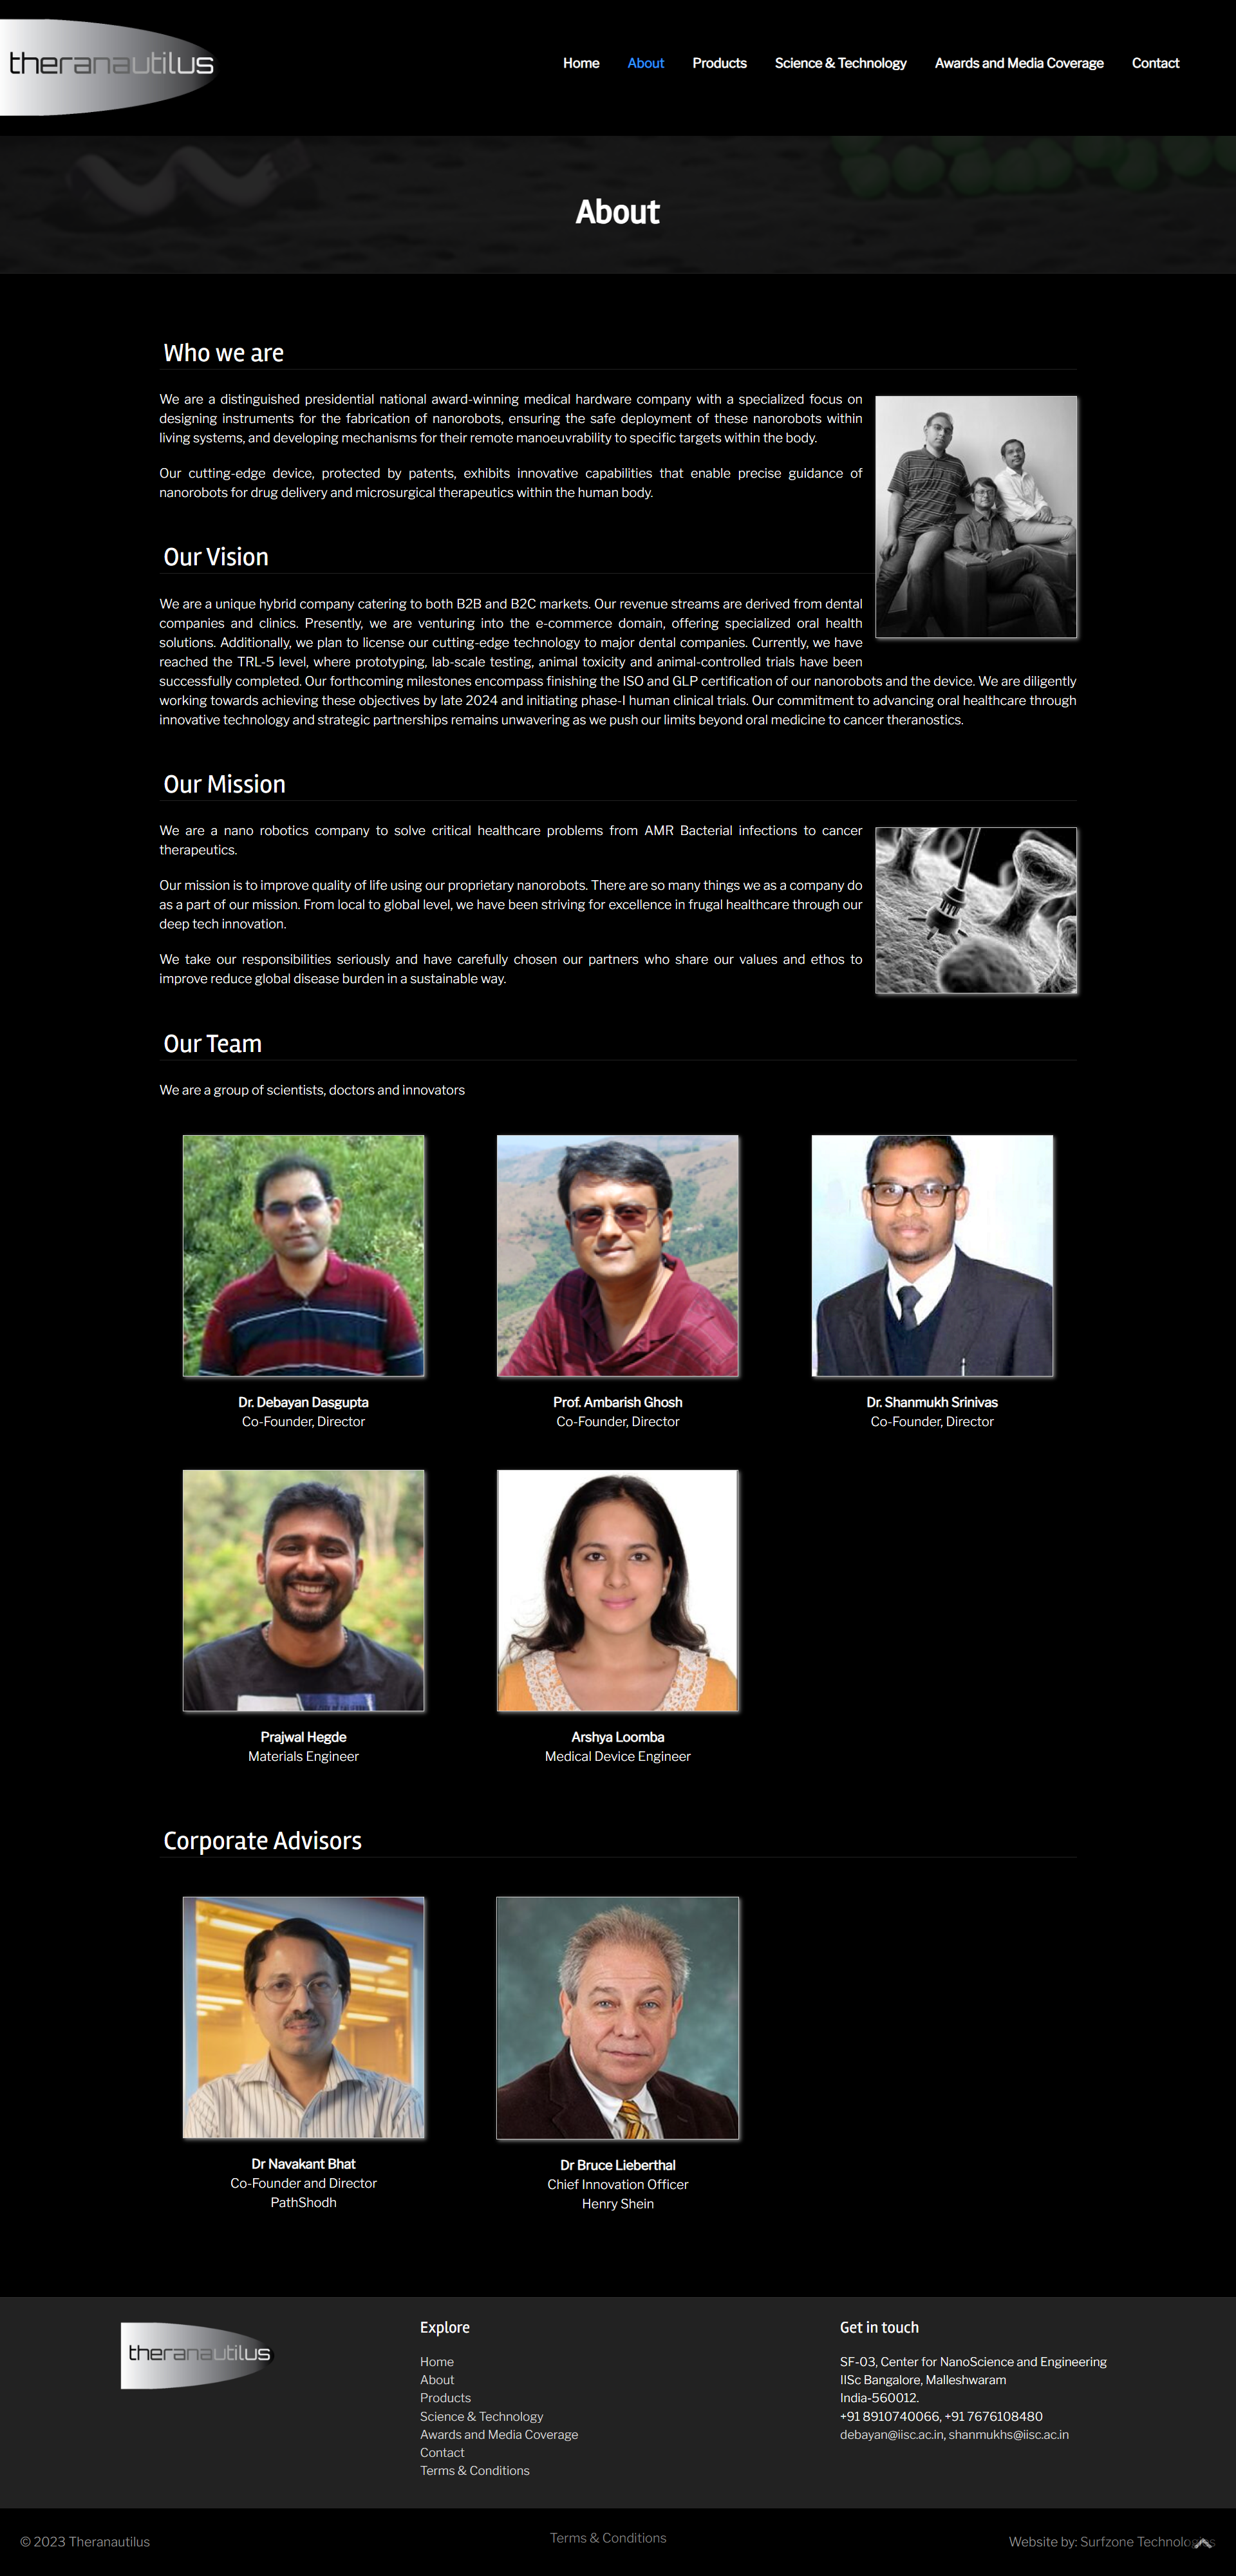 theranautilus
Home About Products Science & Technology Awards and Media Coverage Contact
About
Who we are
We are a distinguished presidential national award-winning medical hardware company with a specialized focus on
designing instruments for the fabrication of nanorobots, ensuring the safe deployment of these nanorobots within
living systems, and developing mechanisms for their remote manoeuvrability to specific targets within the body.
Our cutting-edge device, protected by patents, exhibits innovative capabilities that enable precise guidance of
nanorobots for drug delivery and microsurgical therapeutics within the human body.
Our Vision
We are a unique hybrid company catering to both B2B and B2C markets. Our revenue streams are derived from dental
companies and clinics. Presently, we are venturing into the e-commerce domain, offering specialized oral health
solutions. Additionally, we plan to license our cutting-edge technology to major dental companies. Currently, we have
reached the TRL-5 level, where prototyping, lab-scale testing, animal toxicity and animal-controlled trials have been
successfully completed. Our forthcoming milestones encompass finishing the ISO and GLP certification of our nanorobots and the device. We are diligently
working towards achieving these objectives by late 2024 and initiating phase-I human clinical trials. Our commitment to advancing oral healthcare through
innovative technology and strategic partnerships remains unwavering as we push our limits beyond oral medicine to cancer theranostics.
Our Mission
We are a nano robotics company to solve critical healthcare problems from AMR Bacterial infections to cancer
therapeutics.
Our mission is to improve quality of life using our proprietary nanorobots. There are so many things we as a company do
as a part of our mission. From local to global level, we have been striving for excellence in frugal healthcare through our
deep tech innovation.
We take our responsibilities seriously and have carefully chosen our partners who share our values and ethos to
improve reduce global disease burden in a sustainable way.
Our Team
We are a group of scientists, doctors and innovators
Dr. Debayan Dasgupta
Co-Founder, Director
Prof. Ambarish Ghosh
Co-Founder, Director
Dr. Shanmukh Srinivas
Co-Founder, Director
Prajwal Hegde
Materials Engineer
Arshya Loomba
Medical Device Engineer
Corporate Advisors
Dr Navakant Bhat
Co-Founder and Director
PathShodh
Dr Bruce Lieberthal
Chief Innovation Officer
Henry Shein
theranautilus
Explore
Home
About
Products
Science & Technology
Awards and Media Coverage
Contact
Terms & Conditions
Get in touch
SF-03, Center for NanoScience and Engineering
IISc Bangalore, Malleshwaram
India-560012.
+91 8910740066, +91 7676108480
debayan@iisc.ac.in, shanmukhs@iisc.ac.in
© 2023 Theranautilus
Terms & Conditions
Website by: Surfzone